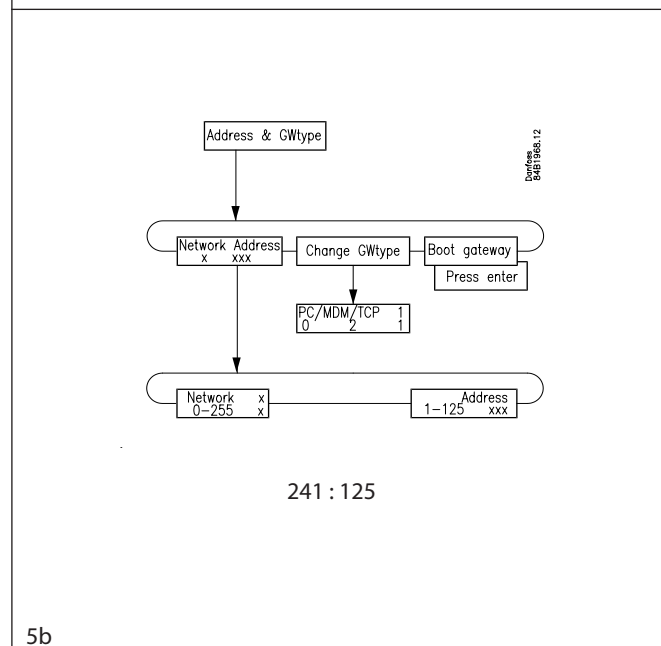 Address & GWtype
Danfoss
84B1968.12
Network Address
x xxx
Change GWtype
Boot gateway
Press enter
PC/MDM/TCP 1
0 2 1
Network x
0-255 x
Address
1-125 xxx
241 : 125
5b